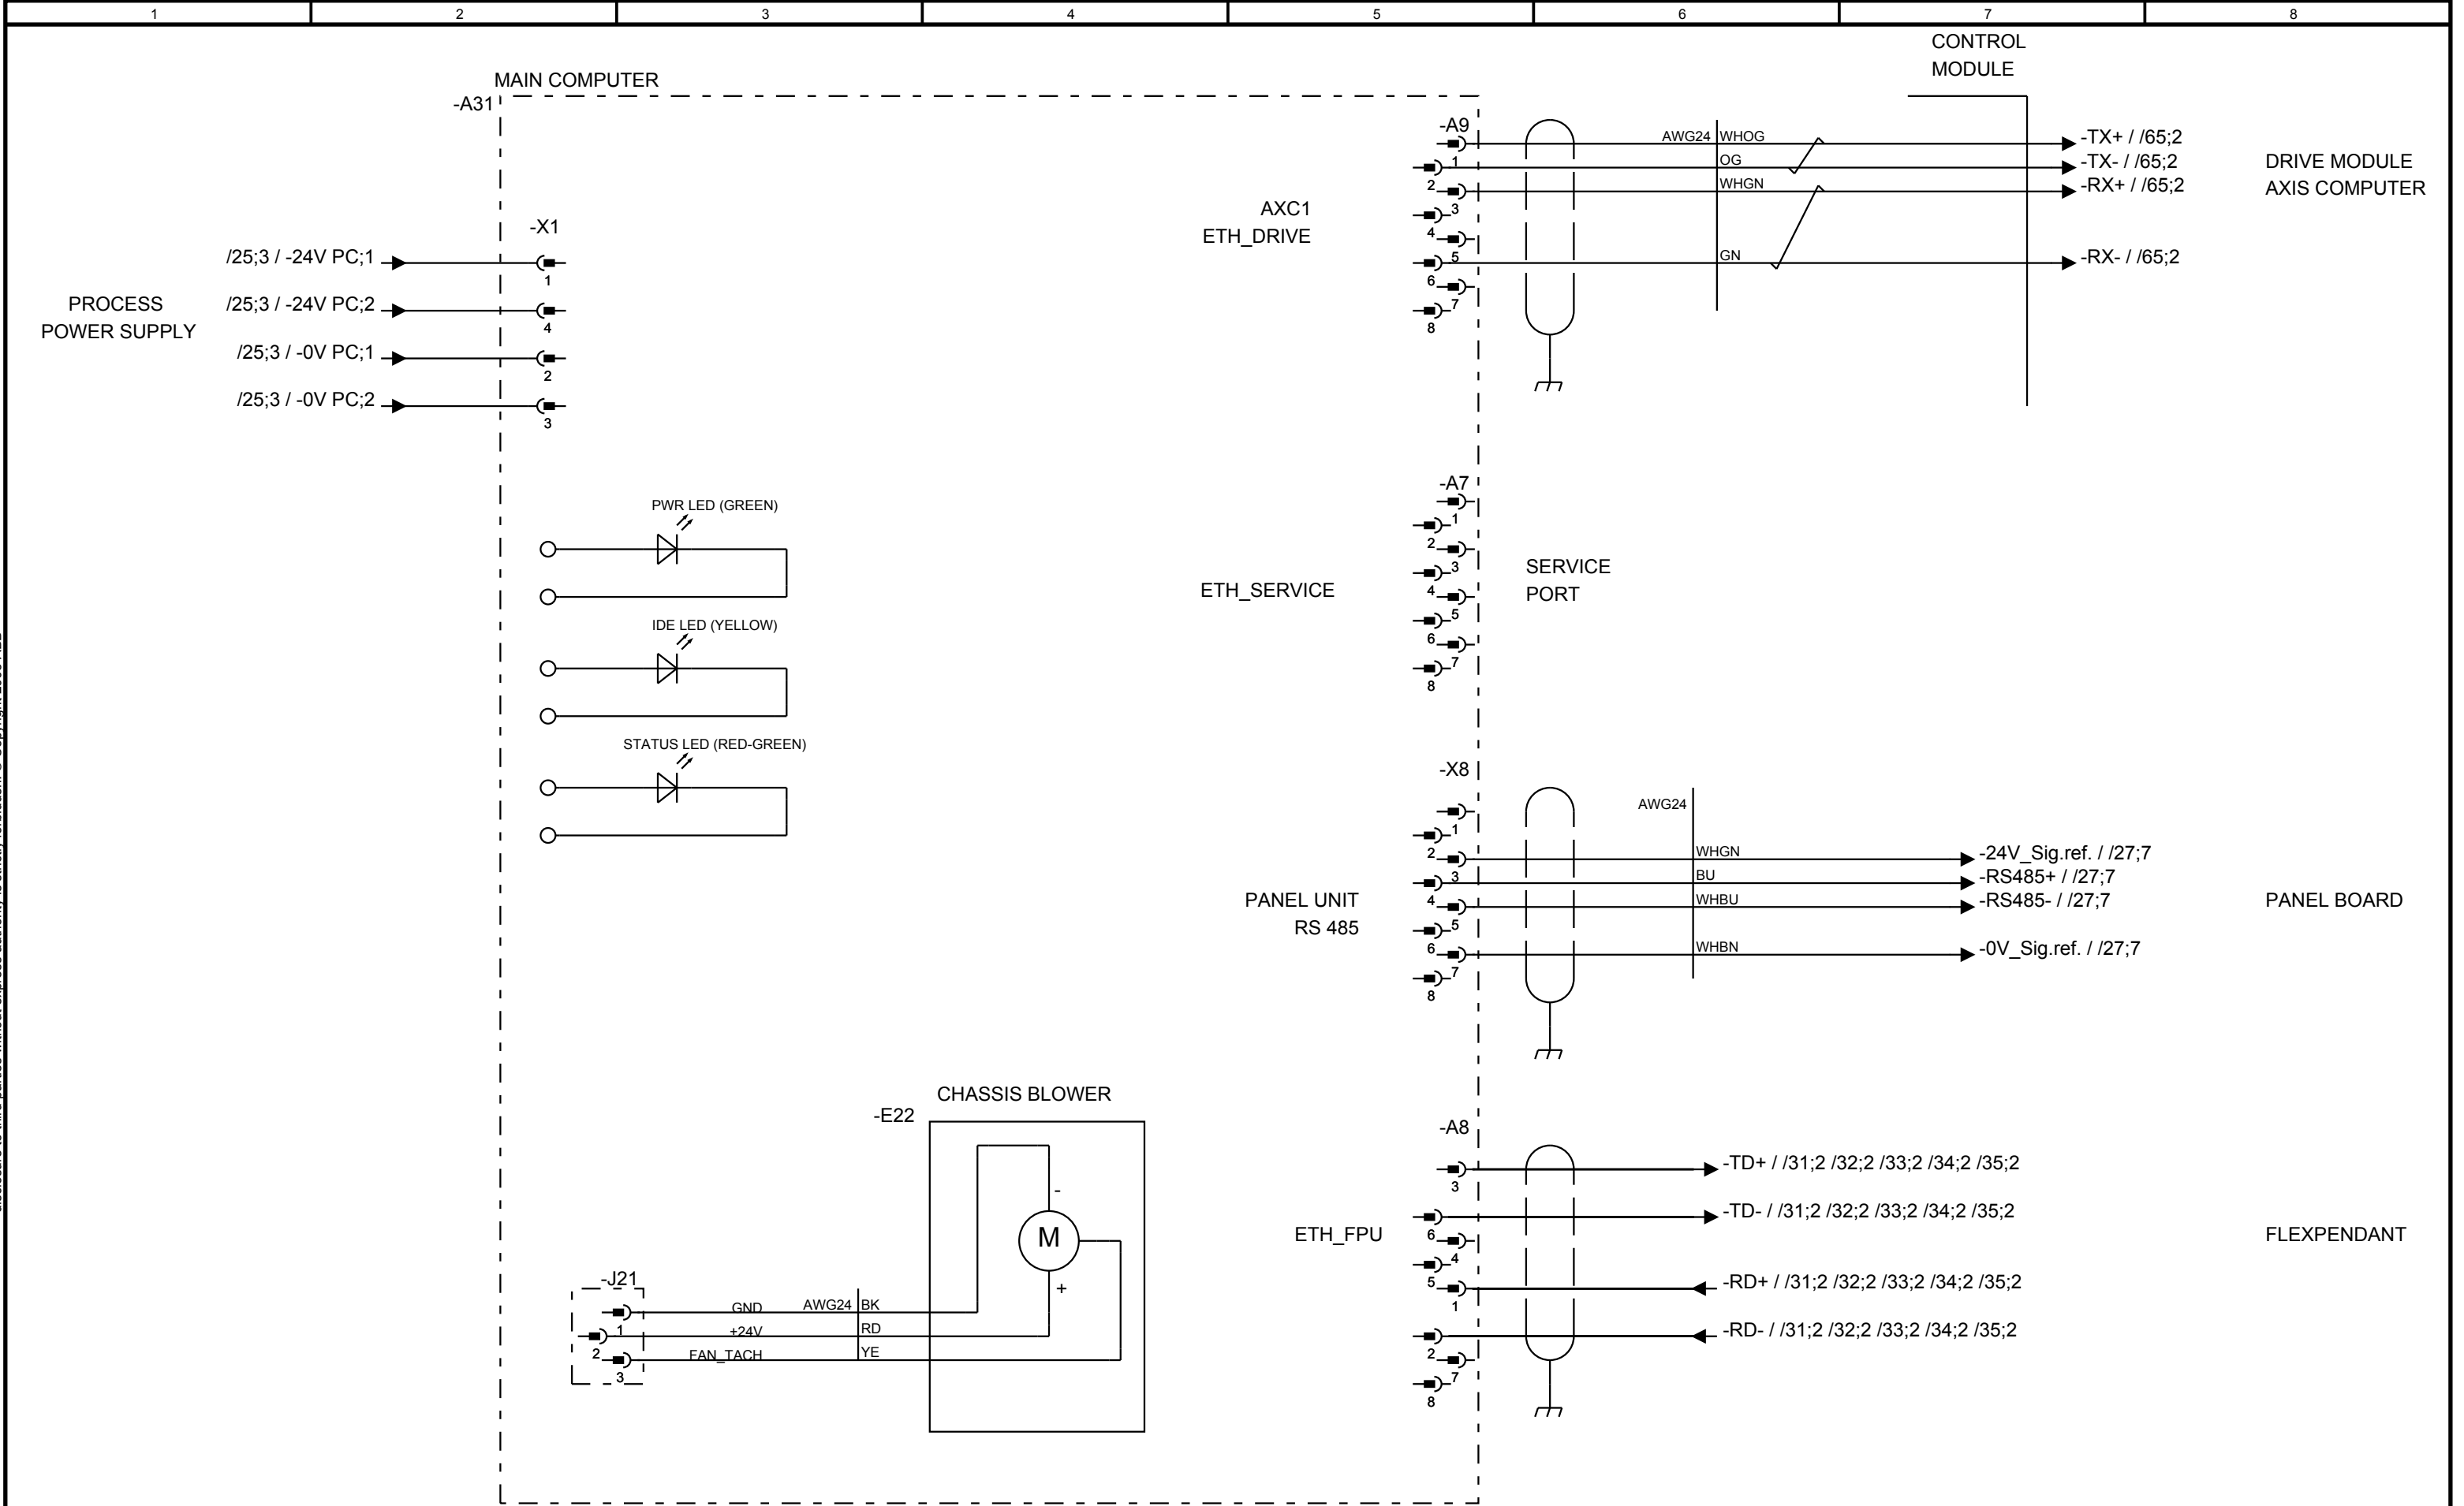 1 2 3 4 5 6 7 8
CONTROL
MODULE
MAIN COMPUTER
-A31
-X1
/25;3 / -24V PC;1
1
/25;3 / -24V PC;2
4
/25;3 / -0V PC;1
2
/25;3 / -0V PC;2
3
PROCESS
POWER SUPPLY
PWR LED (GREEN)
IDE LED (YELLOW)
STATUS LED (RED-GREEN)
CHASSIS BLOWER
-E22
M
-
+
-J21
GND AWG24 BK
1
+24V RD
2
FAN_TACH YE
3
AXC1
ETH_DRIVE
-A9
1
2
3
4
5
6
7
8
AWG24 WHOG
OG
WHGN
GN
-TX+ / /65;2
-TX- / /65;2
-RX+ / /65;2
-RX- / /65;2
DRIVE MODULE
AXIS COMPUTER
ETH_SERVICE
-A7
1
2
3
4
5
6
7
8
SERVICE
PORT
PANEL UNIT
RS 485
-X8
1
2
3
4
5
6
7
8
AWG24
WHGN
BU
WHBU
WHBN
-24V_Sig.ref. / /27;7
-RS485+ / /27;7
-RS485- / /27;7
-0V_Sig.ref. / /27;7
PANEL BOARD
ETH_FPU
-A8
3
6
4
5
1
2
7
8
-TD+ / /31;2 /32;2 /33;2 /34;2 /35;2
-TD- / /31;2 /32;2 /33;2 /34;2 /35;2
-RD+ / /31;2 /32;2 /33;2 /34;2 /35;2
-RD- / /31;2 /32;2 /33;2 /34;2 /35;2
FLEXPENDANT